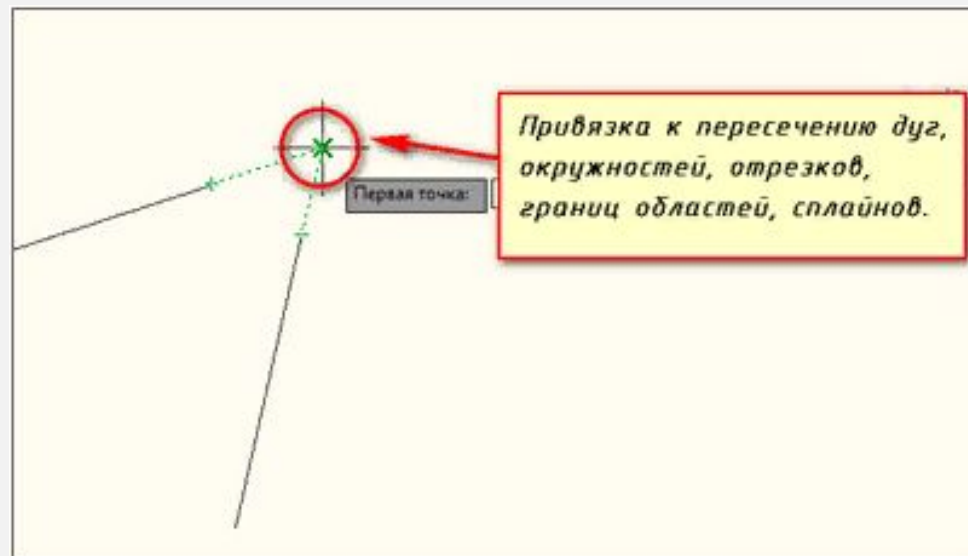 Привязка к пересечению дуг,
окружностей, отрезков,
границ областей, сплайнов.
Первая точка: